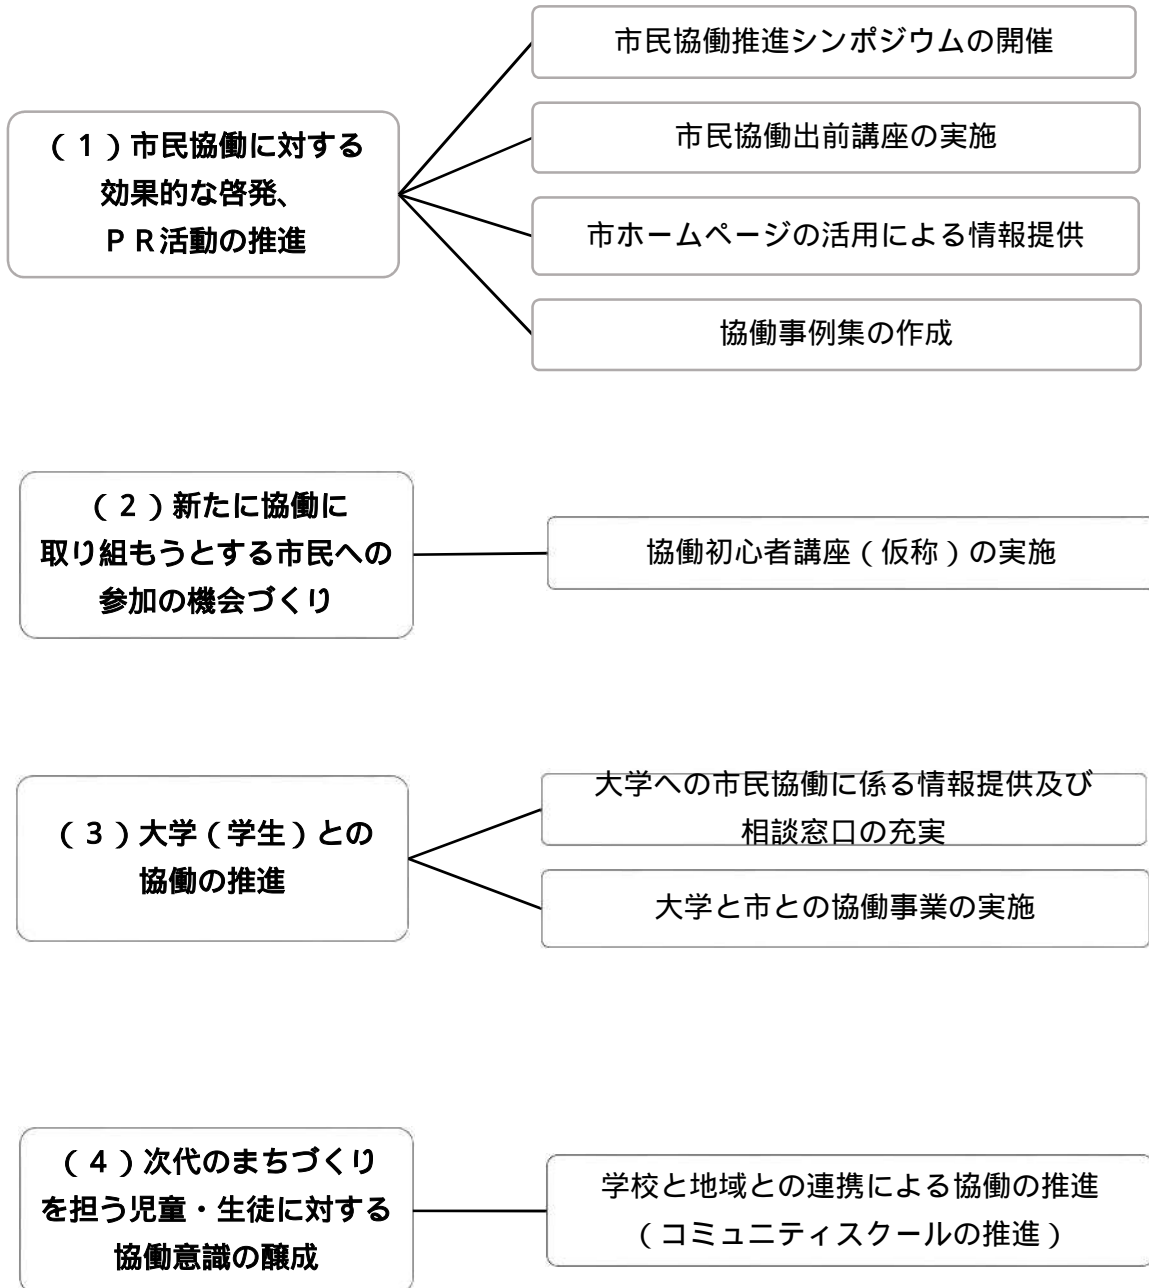 （１）市民協働に対する
効果的な啓発、
ＰＲ活動の推進
市民協働推進シンポジウムの開催
市民協働出前講座の実施
市ホームページの活用による情報提供
協働事例集の作成
（２）新たに協働に
取り組もうとする市民への
参加の機会づくり
協働初心者講座（仮称）の実施
（３）大学（学生）との
協働の推進
大学への市民協働に係る情報提供及び
相談窓口の充実
大学と市との協働事業の実施
（４）次代のまちづくり
を担う児童・生徒に対する
協働意識の醸成
学校と地域との連携による協働の推進
（コミュニティスクールの推進）